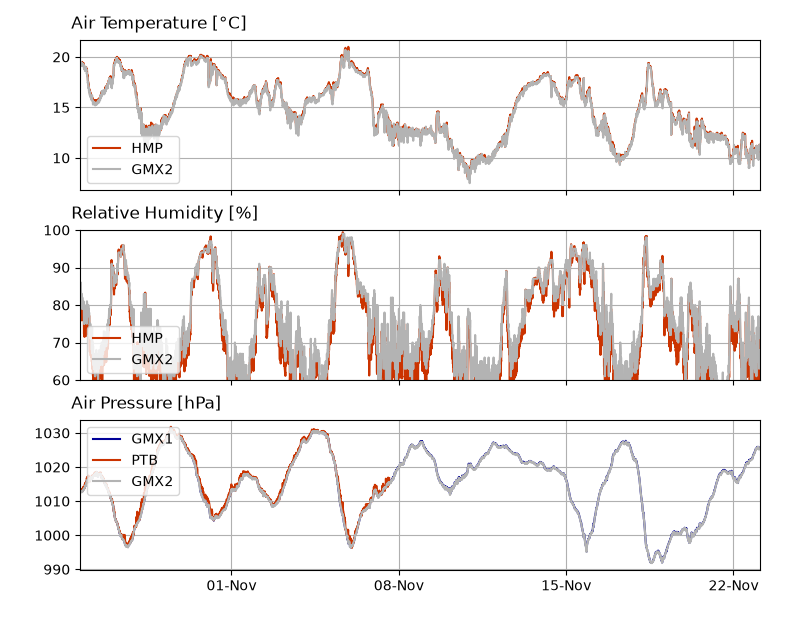 Air Temperature [°C]
20
15
10
HMP
GMX2
Relative Humidity [%]
100
90
80
70
60
HMP
GMX2
Air Pressure [hPa]
1030
1020
1010
1000
990
GMX1
PTB
GMX2
01-Nov 08-Nov 15-Nov 22-Nov